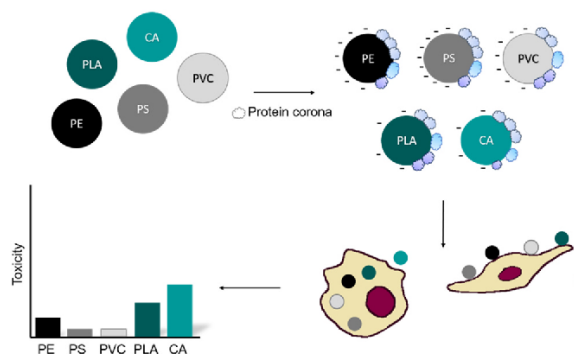 CA
PLA
PVC
PS
PE
Protein corona
PE
PS
PVC
PLA
CA
Toxicity
PE PS PVC PLA CA